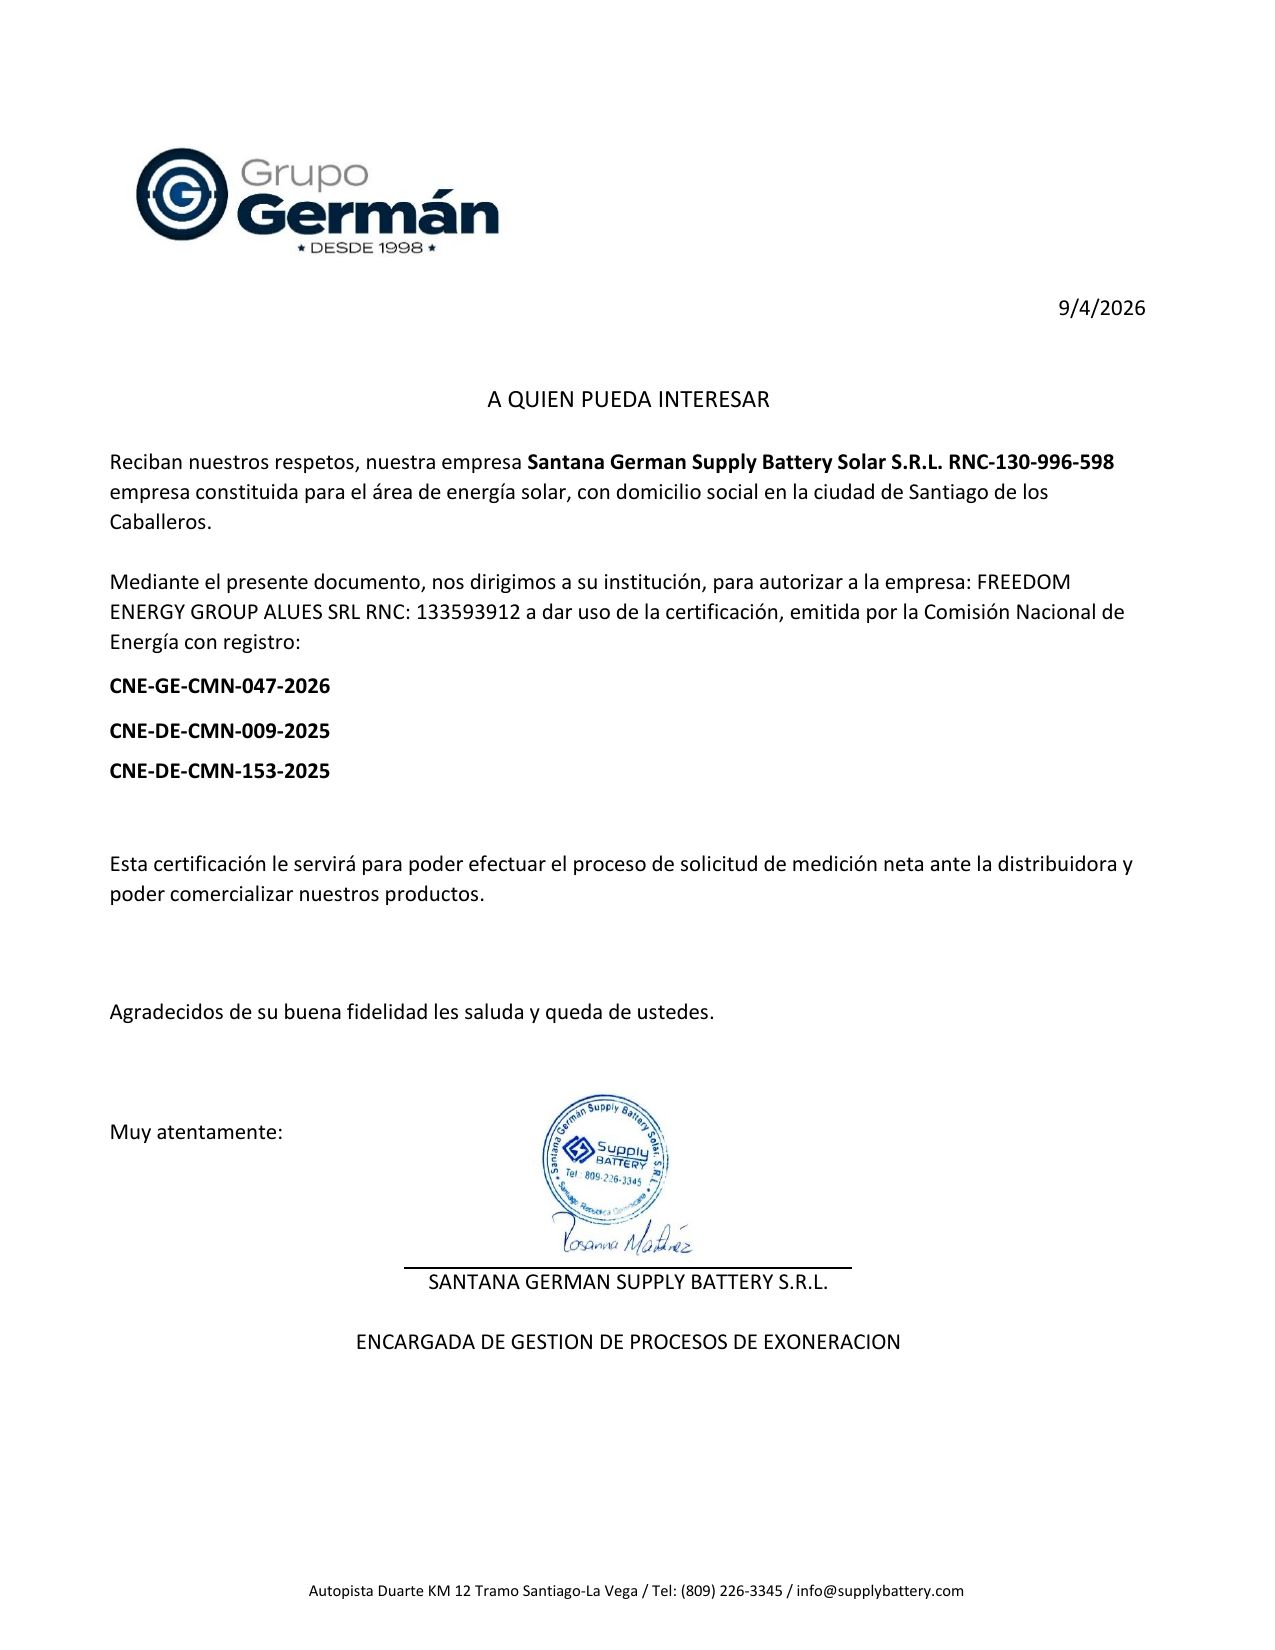 Grupo
Germán
DESDE 1998
9/4/2026
A QUIEN PUEDA INTERESAR
Reciban nuestros respetos, nuestra empresa Santana German Supply Battery Solar S.R.L. RNC-130-996-598
empresa constituida para el área de energía solar, con domicilio social en la ciudad de Santiago de los
Caballeros.
Mediante el presente documento, nos dirigimos a su institución, para autorizar a la empresa: FREEDOM
ENERGY GROUP ALUES SRL RNC: 133593912 a dar uso de la certificación, emitida por la Comisión Nacional de
Energía con registro:
CNE-GE-CMN-047-2026
CNE-DE-CMN-009-2025
CNE-DE-CMN-153-2025
Esta certificación le servirá para poder efectuar el proceso de solicitud de medición neta ante la distribuidora y
poder comercializar nuestros productos.
Agradecidos de su buena fidelidad les saluda y queda de ustedes.
Muy atentamente:
Santana Germán Supply Battery Solar. S.R.L
Supply
BATTERY
Tel.: 809-226-3345
Santiago República Dominicana
Rosanna Martínez
SANTANA GERMAN SUPPLY BATTERY S.R.L.
ENCARGADA DE GESTION DE PROCESOS DE EXONERACION
Autopista Duarte KM 12 Tramo Santiago-La Vega / Tel: (809) 226-3345 / info@supplybattery.com